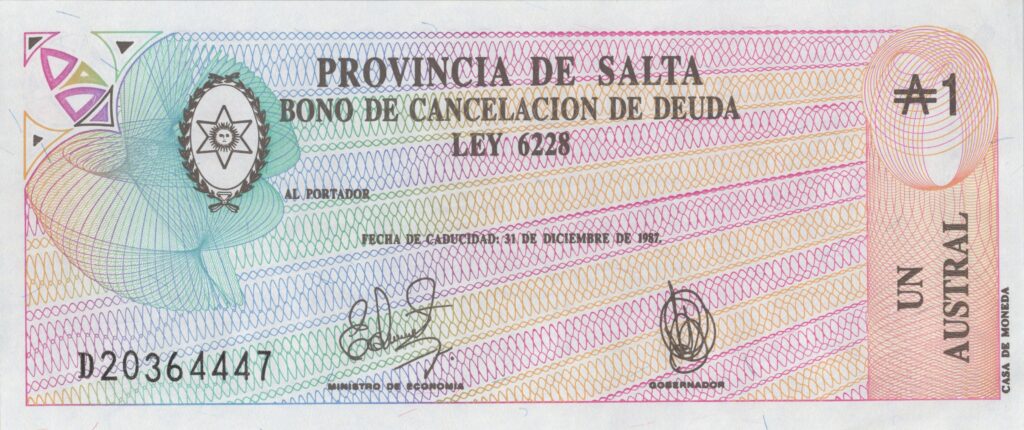 PROVINCIA DE SALTA
BONO DE CANCELACION DE DEUDA
LEY 6228
₳1
AL PORTADOR
FECHA DE CADUCIDAD: 31 DE DICIEMBRE DE 1987.
D20364447
MINISTRO DE ECONOMIA
GOBERNADOR
UN
AUSTRAL
CASA DE MONEDA